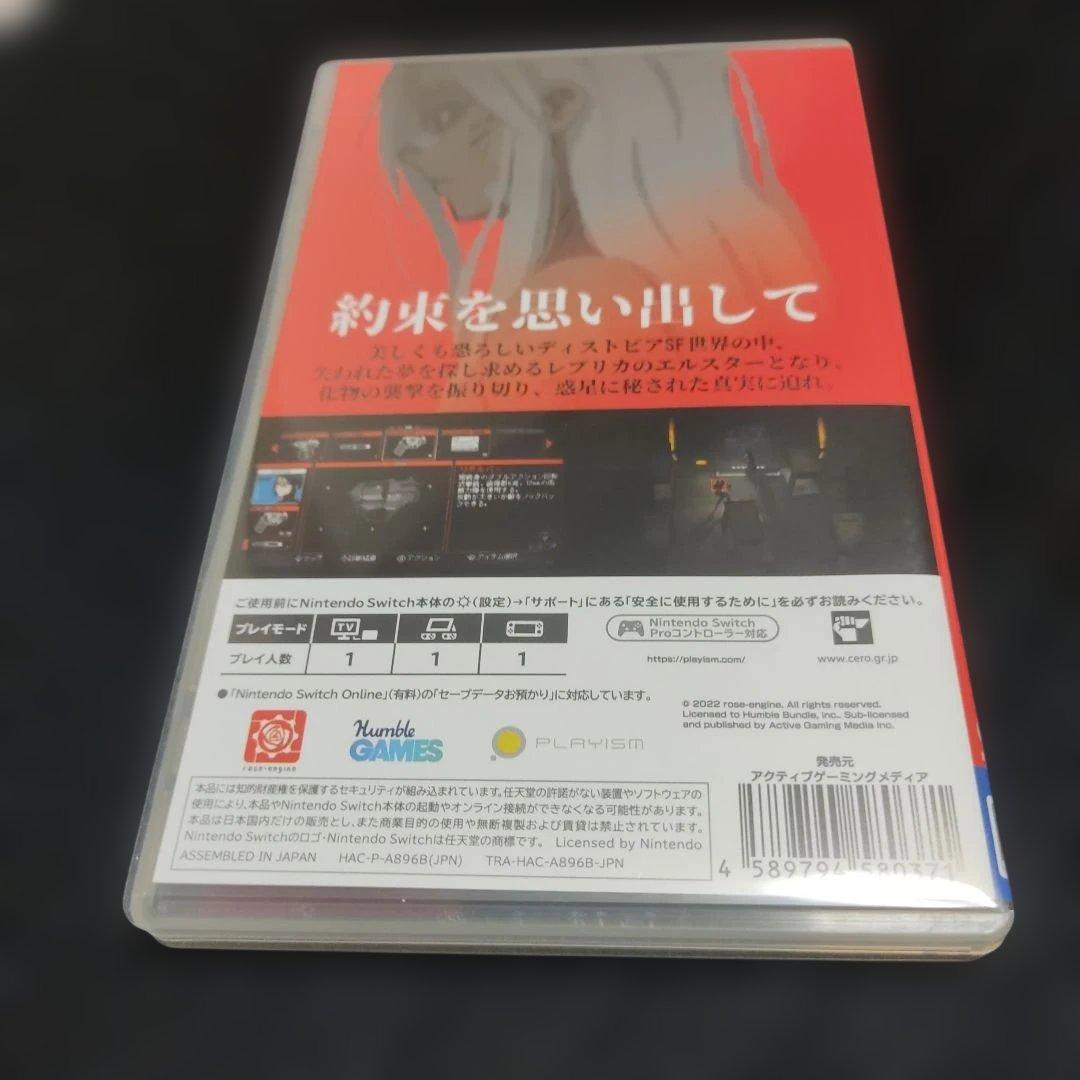 約束を思い出して
美しくも恐ろしいディストピアSF世界の中、
失われた夢を探し求めるレプリカのエルスターとなり、
化物の襲撃を振り切り、惑星に秘された真実に迫れ。
アクション
ご使用前にNintendo Switch本体の(設定)→「サポート」にある「安全に使用するために」を必ずお読みください。
プレイモード TV
プレイ人数 1 1 1
Nintendo Switch
Proコントローラー対応
https://playism.com/
www.cero.gr.jp
●「Nintendo Switch Online」(有料)の「セーブデータお預かり」に対応しています。
© 2022 rose-engine. All rights reserved.
Licensed to Humble Bundle, Inc.. Sub-licensed
and published by Active Gaming Media Inc.
rose-engine
Humble
GAMES
PLAYISM
発売元
アクティブゲーミングメディア
本品には知的財産権を保護するセキュリティが組み込まれています。任天堂の許諾がない装置やソフトウェアの
使用により、本品やNintendo Switch本体の起動やオンライン接続ができなくなる可能性があります。
本品は日本国内だけの販売とし、また商業目的の使用や無断複製および賃貸は禁止されています。
Nintendo Switchのロゴ・Nintendo Switchは任天堂の商標です。 Licensed by Nintendo
ASSEMBLED IN JAPAN HAC-P-A896B(JPN) TRA-HAC-A896B-JPN
4 589794 580371